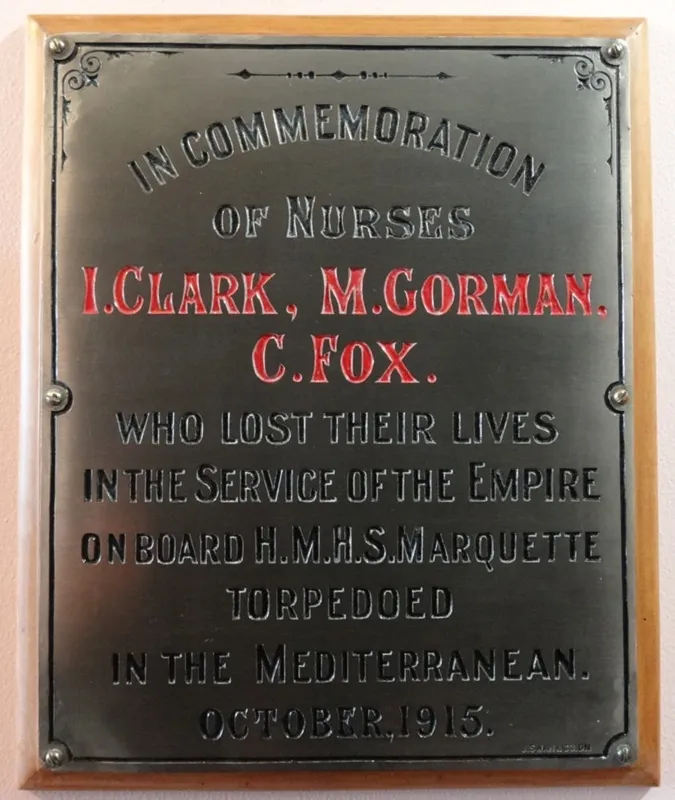 IN COMMEMORATION
OF NURSES
I. CLARK, M. GORMAN.
C. FOX.
WHO LOST THEIR LIVES
IN THE SERVICE OF THE EMPIRE
ON BOARD H.M.H.S. MARQUETTE
TORPEDOED
IN THE MEDITERRANEAN.
OCTOBER, 1915.